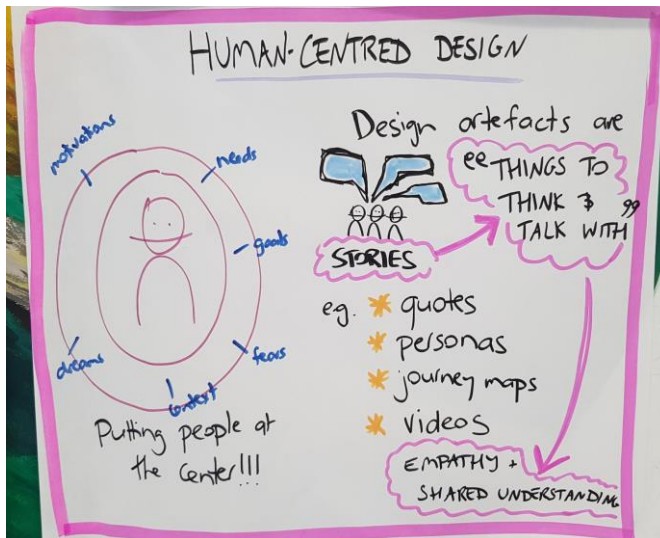 HUMAN-CENTRED DESIGN
motivations
needs
goals
fears
context
dreams
Putting people at
the center!!!
Design artefacts are
"THINGS TO
THINK &
TALK WITH"
STORIES
e.g. quotes
personas
journey maps
videos
EMPATHY +
SHARED UNDERSTANDING